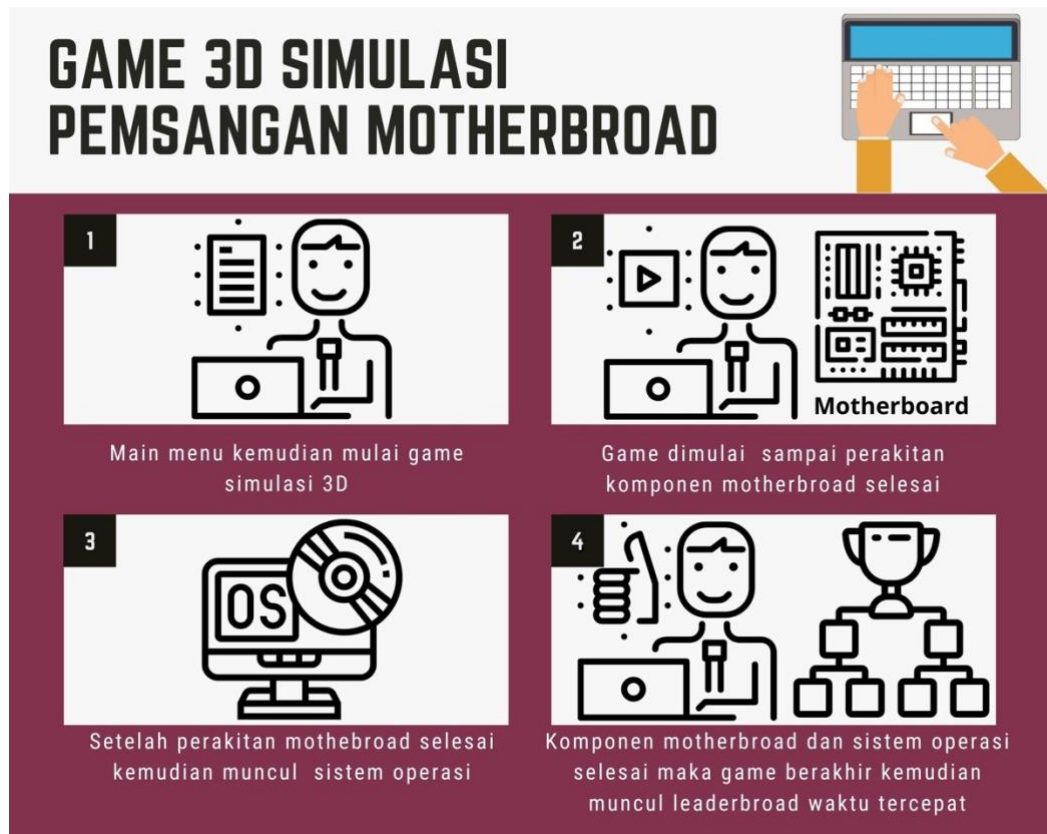 GAME 3D SIMULASI
PEMSANGAN MOTHERBROAD
1
Main menu kemudian mulai game
simulasi 3D
2
Motherboard
Game dimulai sampai perakitan
komponen motherbroad selesai
3
OS
Setelah perakitan mothebroad selesai
kemudian muncul sistem operasi
4
Komponen motherbroad dan sistem operasi
selesai maka game berakhir kemudian
muncul leaderbroad waktu tercepat